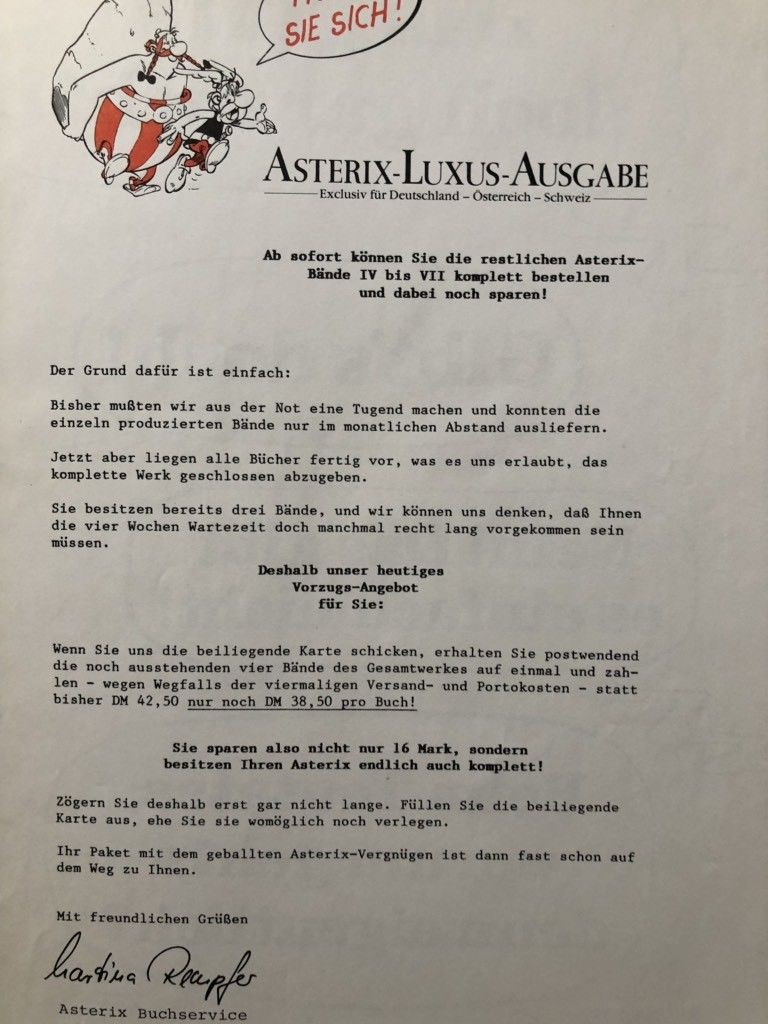 SIE SICH!
ASTERIX-LUXUS-AUSGABE
Exclusiv für Deutschland – Österreich – Schweiz
Ab sofort können Sie die restlichen Asterix-
Bände IV bis VII komplett bestellen
und dabei noch sparen!
Der Grund dafür ist einfach:
Bisher mußten wir aus der Not eine Tugend machen und konnten die
einzeln produzierten Bände nur im monatlichen Abstand ausliefern.
Jetzt aber liegen alle Bücher fertig vor, was es uns erlaubt, das
komplette Werk geschlossen abzugeben.
Sie besitzen bereits drei Bände, und wir können uns denken, daß Ihnen
die vier Wochen Wartezeit doch manchmal recht lang vorgekommen sein
müssen.
Deshalb unser heutiges
Vorzugs-Angebot
für Sie:
Wenn Sie uns die beiliegende Karte schicken, erhalten Sie postwendend
die noch ausstehenden vier Bände des Gesamtwerkes auf einmal und zah-
len - wegen Wegfalls der viermaligen Versand- und Portokosten - statt
bisher DM 42,50 nur noch DM 38,50 pro Buch!
Sie sparen also nicht nur 16 Mark, sondern
besitzen Ihren Asterix endlich auch komplett!
Zögern Sie deshalb erst gar nicht lange. Füllen Sie die beiliegende
Karte aus, ehe Sie sie womöglich noch verlegen.
Ihr Paket mit dem geballten Asterix-Vergnügen ist dann fast schon auf
dem Weg zu Ihnen.
Mit freundlichen Grüßen
Martina Rempfer
Asterix Buchservice